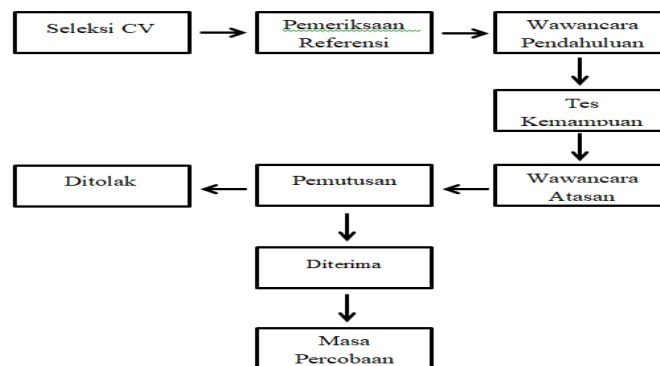 Seleksi CV
Pemeriksaan
Referensi
Wawancara
Pendahuluan
Tes
Kemampuan
Wawancara
Atasan
Pemutusan
Ditolak
Diterima
Masa
Percobaan